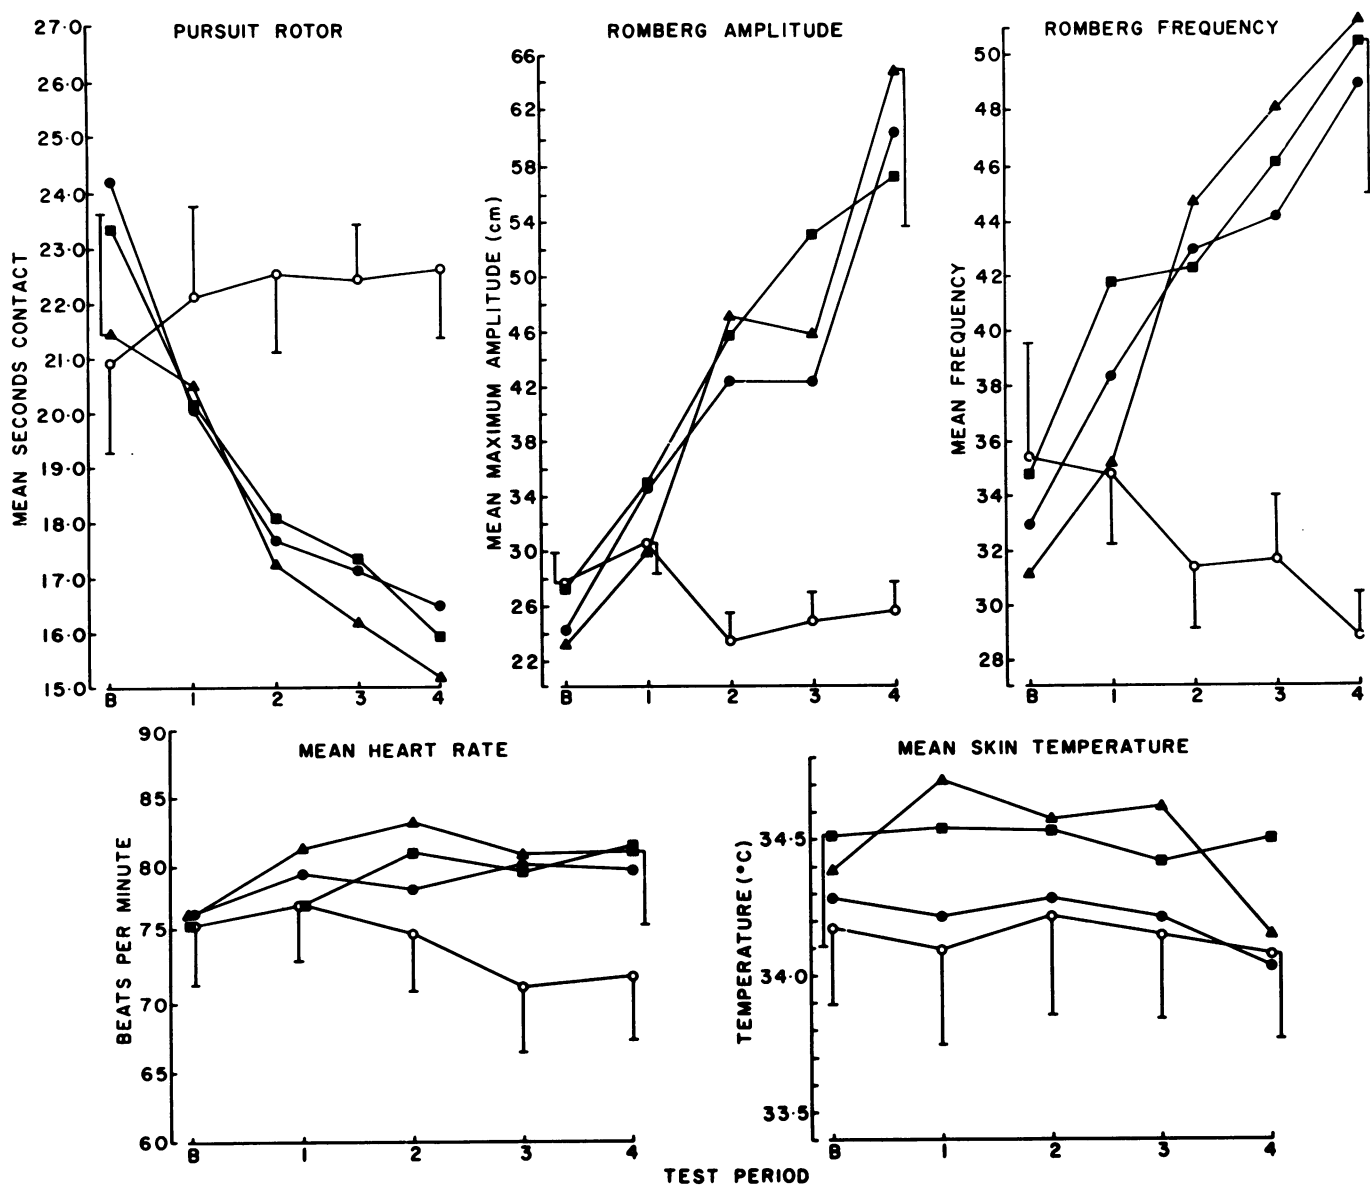 PURSUIT ROTOR
27.0
26.0
25.0
24.0
23.0
22.0
21.0
20.0
19.0
18.0
17.0
16.0
15.0
MEAN SECONDS CONTACT
B 1 2 3 4
ROMBERG AMPLITUDE
66
62
58
54
50
46
42
38
34
30
26
22
MEAN MAXIMUM AMPLITUDE (cm)
B 1 2 3 4
ROMBERG FREQUENCY
50
48
46
44
42
40
38
36
34
32
30
28
MEAN FREQUENCY
B 1 2 3 4
MEAN HEART RATE
90
85
80
75
70
65
60
BEATS PER MINUTE
B 1 2 3 4
MEAN SKIN TEMPERATURE
34.5
34.0
33.5
TEMPERATURE (°C)
B 1 2 3 4
TEST PERIOD